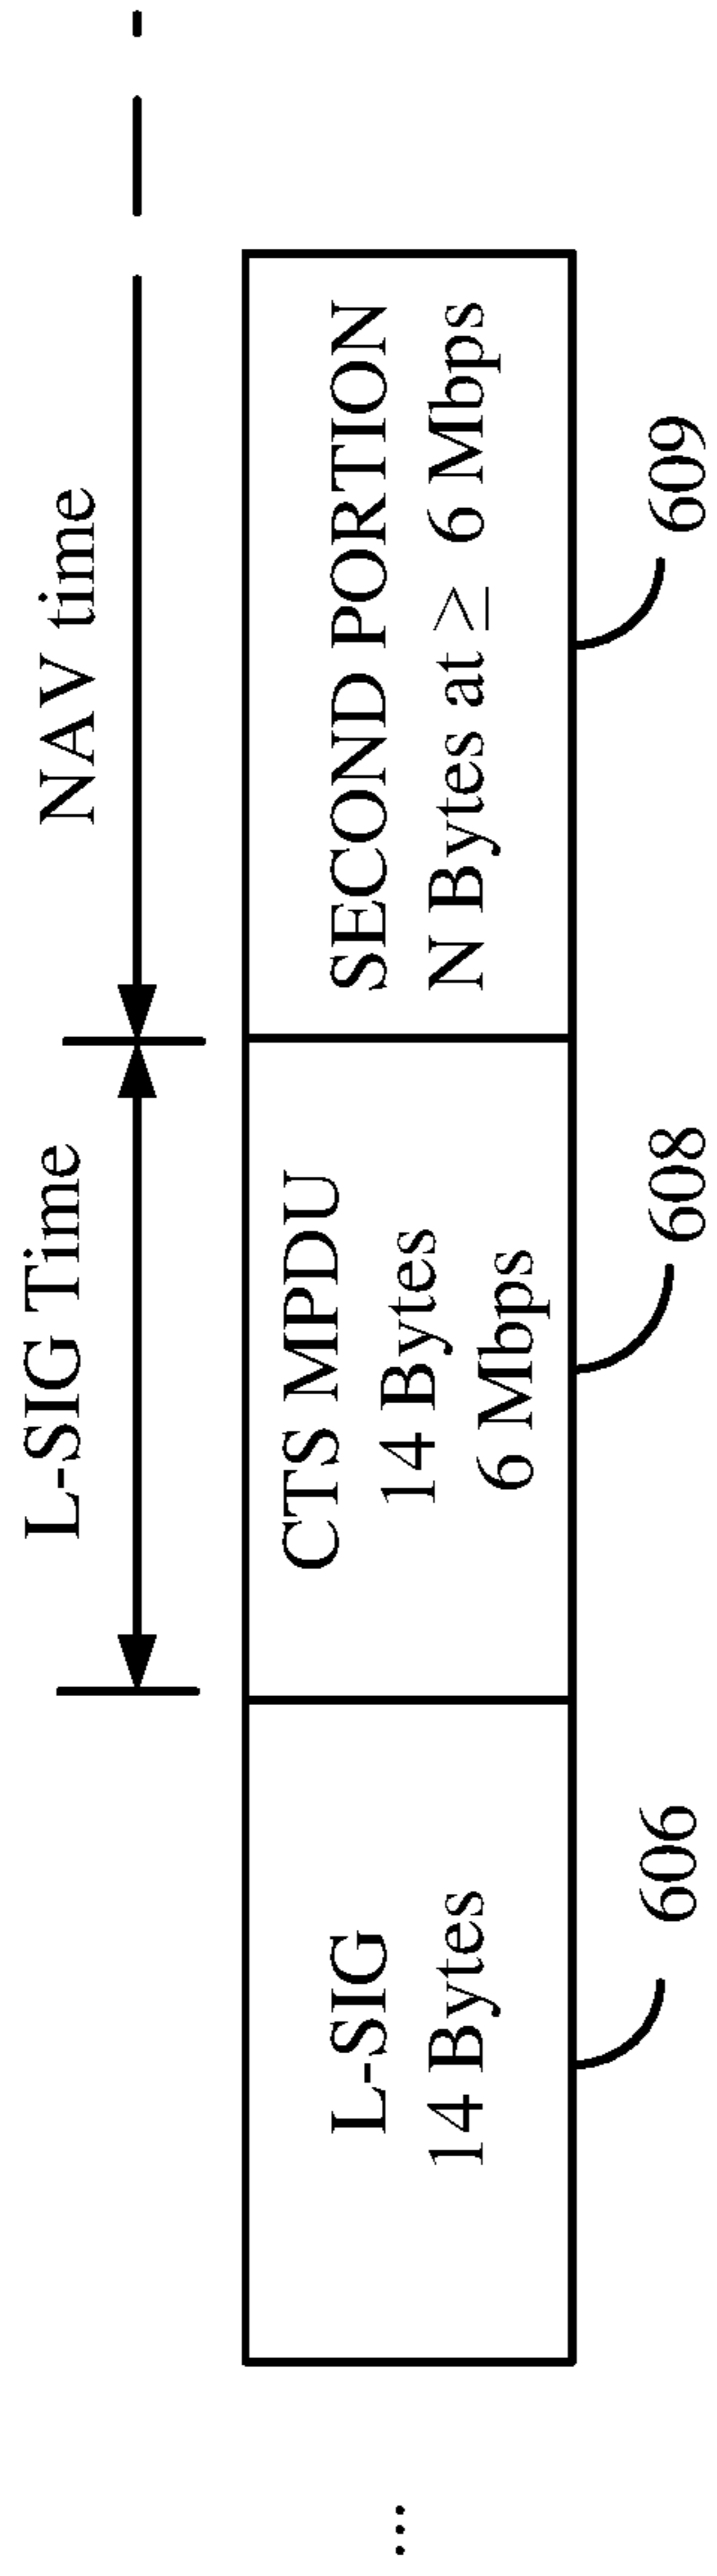 L-SIG Time
NAV time
...
L-SIG
14 Bytes
CTS MPDU
14 Bytes
6 Mbps
SECOND PORTION
N Bytes at ≥ 6 Mbps
606
608
609